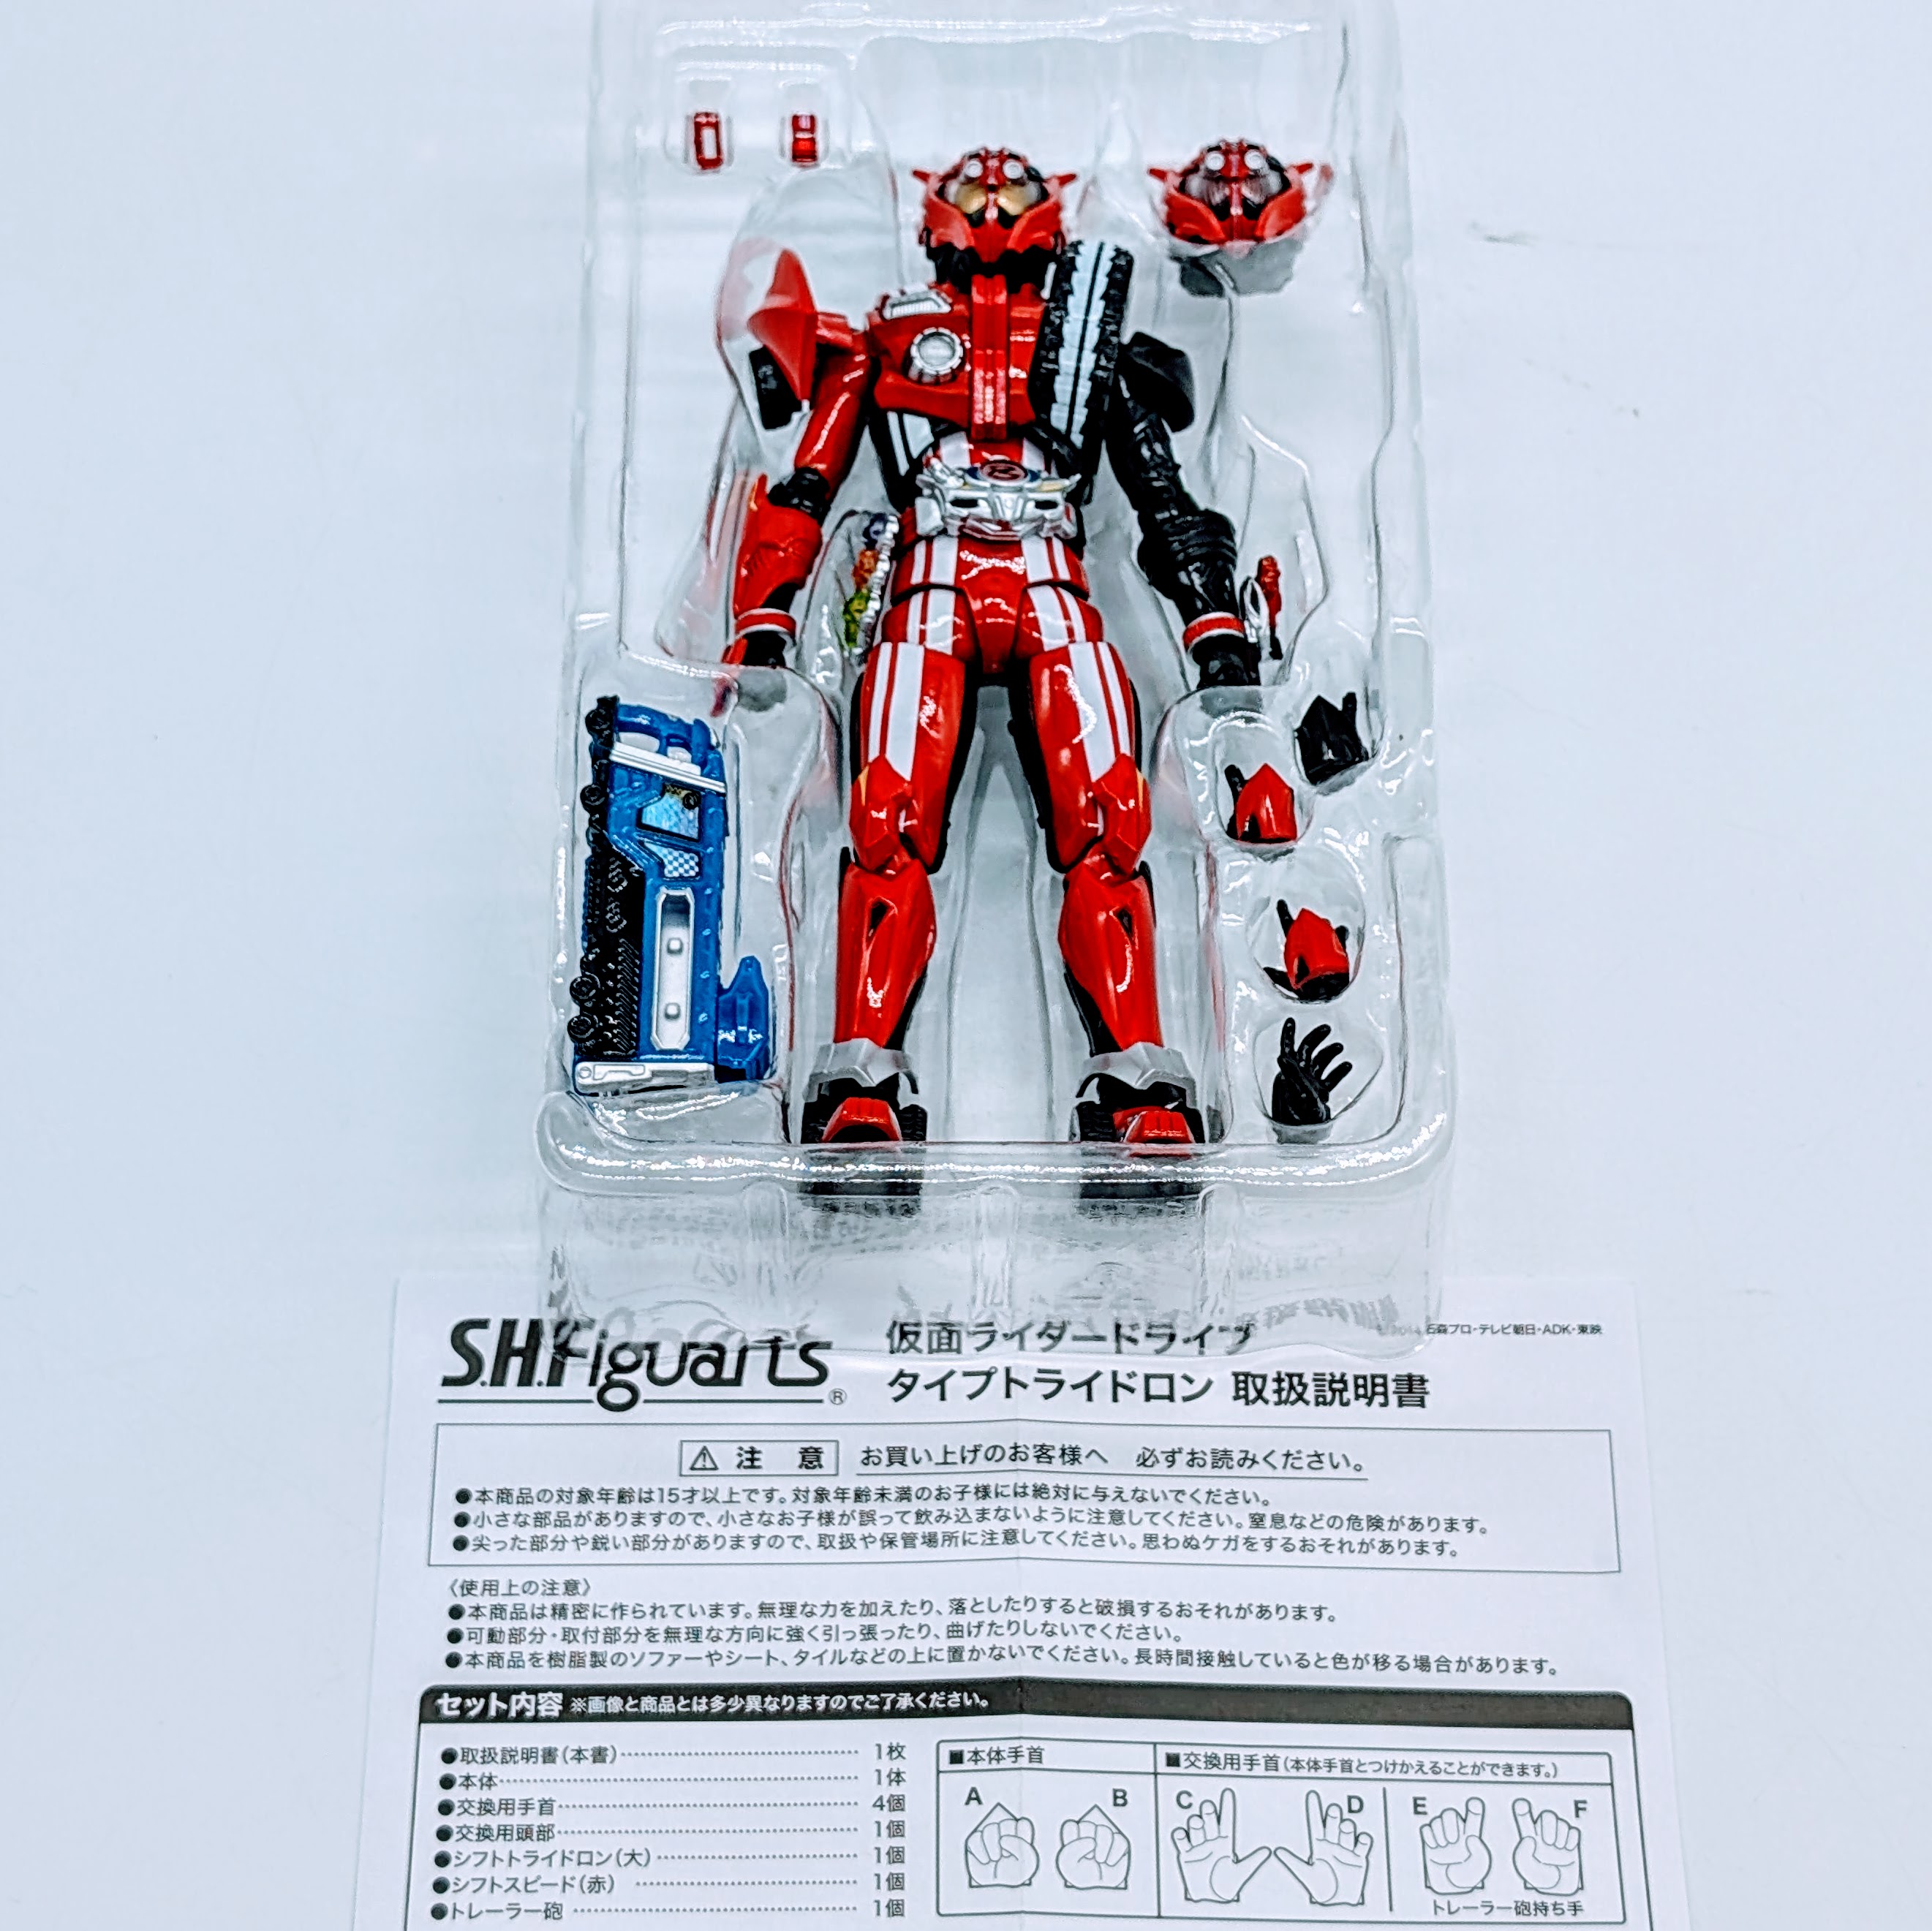 S.H.Figuarts®
仮面ライダードライブ
石森プロ・テレビ朝日・ADK・東映
タイプトライドロン 取扱説明書
⚠ 注 意 お買い上げのお客様へ 必ずお読みください。
●本商品の対象年齢は15才以上です。対象年齢未満のお子様には絶対に与えないでください。
●小さな部品がありますので、小さなお子様が誤って飲み込まないように注意してください。窒息などの危険があります。
●尖った部分や鋭い部分がありますので、取扱や保管場所に注意してください。思わぬケガをするおそれがあります。
〈使用上の注意〉
●本商品は精密に作られています。無理な力を加えたり、落としたりすると破損するおそれがあります。
●可動部分・取付部分を無理な方向に強く引っ張ったり、曲げたりしないでください。
●本商品を樹脂製のソファーやシート、タイルなどの上に置かないでください。長時間接触していると色が移る場合があります。
セット内容 ※画像と商品とは多少異なりますのでご了承ください。
●取扱説明書(本書) 1枚
●本体 1体
●交換用手首 4個
●交換用頭部 1個
●シフトトライドロン(大) 1個
●シフトスピード(赤) 1個
●トレーラー砲 1個
■本体手首
A B
■交換用手首(本体手首とつけかえることができます。)
C D E F
トレーラー砲持ち手